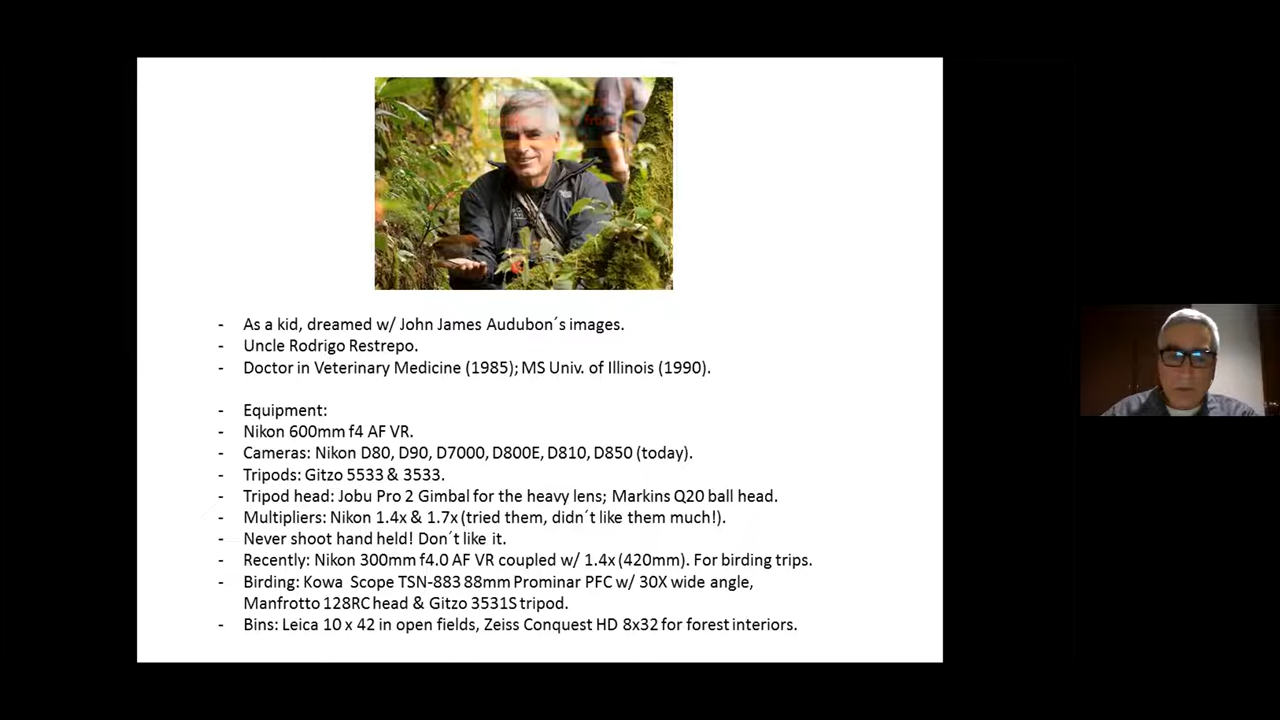 - As a kid, dreamed w/ John James Audubon´s images.
- Uncle Rodrigo Restrepo.
- Doctor in Veterinary Medicine (1985); MS Univ. of Illinois (1990).
- Equipment:
- Nikon 600mm f4 AF VR.
- Cameras: Nikon D80, D90, D7000, D800E, D810, D850 (today).
- Tripods: Gitzo 5533 & 3533.
- Tripod head: Jobu Pro 2 Gimbal for the heavy lens; Markins Q20 ball head.
- Multipliers: Nikon 1.4x & 1.7x (tried them, didn´t like them much!).
- Never shoot hand held! Don´t like it.
- Recently: Nikon 300mm f4.0 AF VR coupled w/ 1.4x (420mm). For birding trips.
- Birding: Kowa Scope TSN-883 88mm Prominar PFC w/ 30X wide angle,
Manfrotto 128RC head & Gitzo 3531S tripod.
- Bins: Leica 10 x 42 in open fields, Zeiss Conquest HD 8x32 for forest interiors.